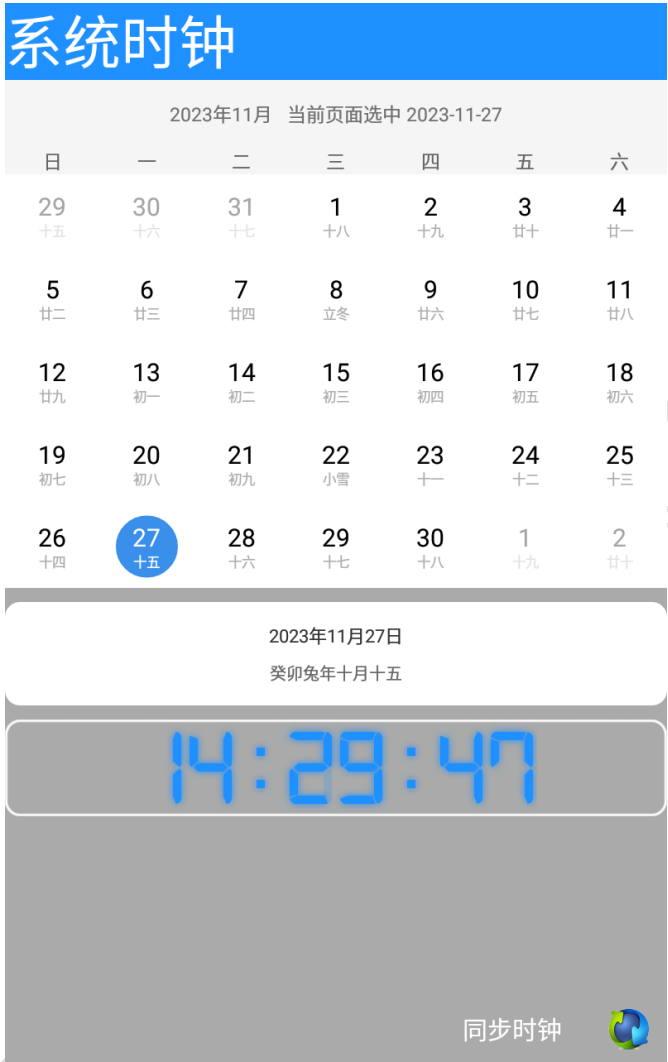 系统时钟
2023年11月 当前页面选中 2023-11-27
日 一 二 三 四 五 六
29 30 31 1 2 3 4
十五 十六 十七 十八 十九 廿十 廿一
5 6 7 8 9 10 11
廿二 廿三 廿四 立冬 廿六 廿七 廿八
12 13 14 15 16 17 18
廿九 初一 初二 初三 初四 初五 初六
19 20 21 22 23 24 25
初七 初八 初九 小雪 十一 十二 十三
26 27 28 29 30 1 2
十四 十五 十六 十七 十八 十九 廿十
2023年11月27日
癸卯兔年十月十五
14:29:47
同步时钟